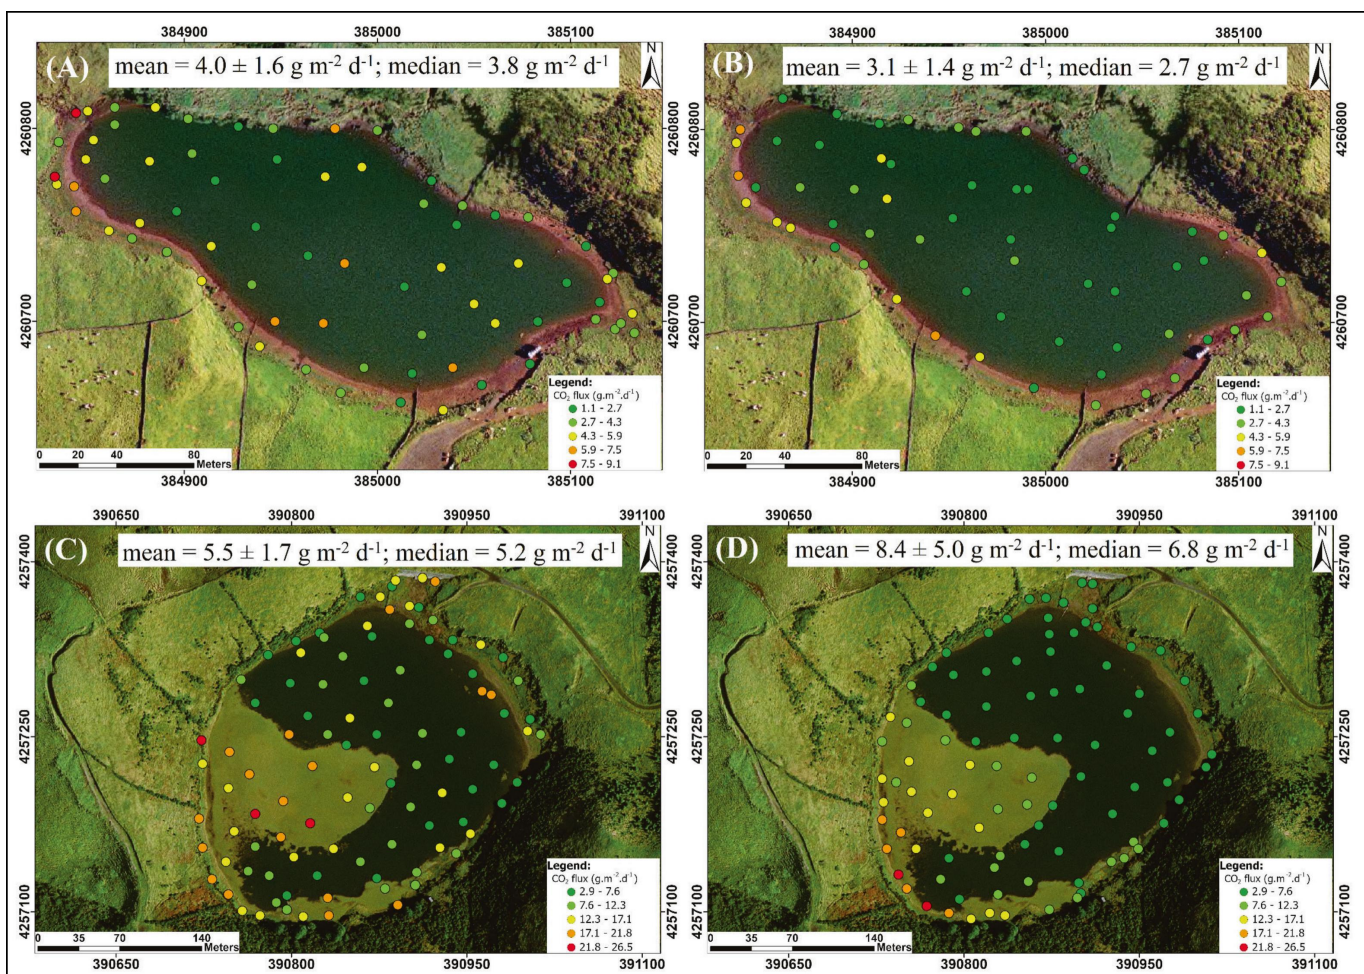 384900 385000 385100
(A) mean = 4.0 ± 1.6 g m⁻² d⁻¹; median = 3.8 g m⁻² d⁻¹
N
4260800
4260700
4260800
4260700
Legend:
CO₂ flux (g.m⁻².d⁻¹)
1.1 - 2.7
2.7 - 4.3
4.3 - 5.9
5.9 - 7.5
7.5 - 9.1
0 20 40 80
Meters
384900 385000 385100
384900 385000 385100
(B) mean = 3.1 ± 1.4 g m⁻² d⁻¹; median = 2.7 g m⁻² d⁻¹
N
4260800
4260700
4260800
4260700
Legend:
CO₂ flux (g.m⁻².d⁻¹)
1.1 - 2.7
2.7 - 4.3
4.3 - 5.9
5.9 - 7.5
7.5 - 9.1
0 20 40 80
Meters
384900 385000 385100
390650 390800 390950 391100
(C) mean = 5.5 ± 1.7 g m⁻² d⁻¹; median = 5.2 g m⁻² d⁻¹
N
4257400
4257250
4257100
4257400
4257250
4257100
Legend:
CO₂ flux (g.m⁻².d⁻¹)
2.9 - 7.6
7.6 - 12.3
12.3 - 17.1
17.1 - 21.8
21.8 - 26.5
0 35 70 140
Meters
390650 390800 390950 391100
390650 390800 390950 391100
(D) mean = 8.4 ± 5.0 g m⁻² d⁻¹; median = 6.8 g m⁻² d⁻¹
N
4257400
4257250
4257100
4257400
4257250
4257100
Legend:
CO₂ flux (g.m⁻².d⁻¹)
2.9 - 7.6
7.6 - 12.3
12.3 - 17.1
17.1 - 21.8
21.8 - 26.5
0 35 70 140
Meters
390650 390800 390950 391100